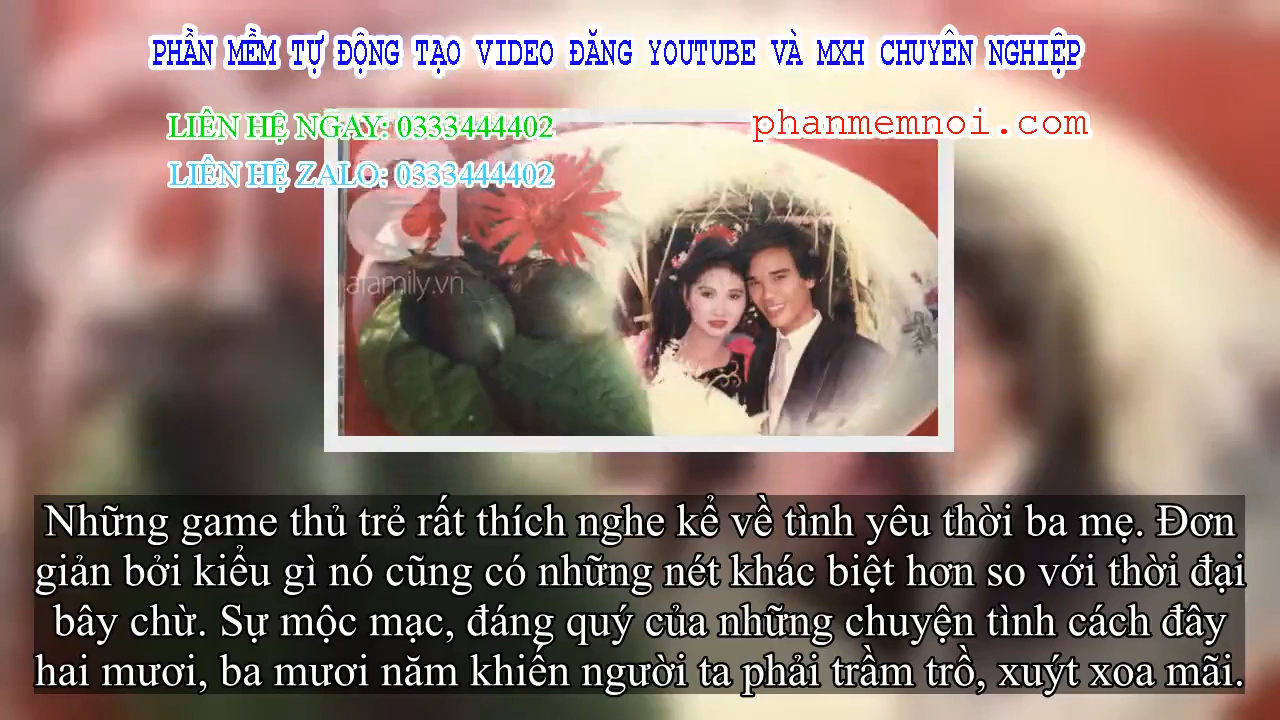 PHẦN MỀM TỰ ĐỘNG TẠO VIDEO ĐĂNG YOUTUBE VÀ MXH CHUYÊN NGHIỆP
LIÊN HỆ NGAY: 0333444402
phanmemnoi.com
LIÊN HỆ ZALO: 0333444402
a
afamily.vn
Những game thủ trẻ rất thích nghe kể về tình yêu thời ba mẹ. Đơn
giản bởi kiểu gì nó cũng có những nét khác biệt hơn so với thời đại
bây chừ. Sự mộc mạc, đáng quý của những chuyện tình cách đây
hai mươi, ba mươi năm khiến người ta phải trầm trồ, xuýt xoa mãi.